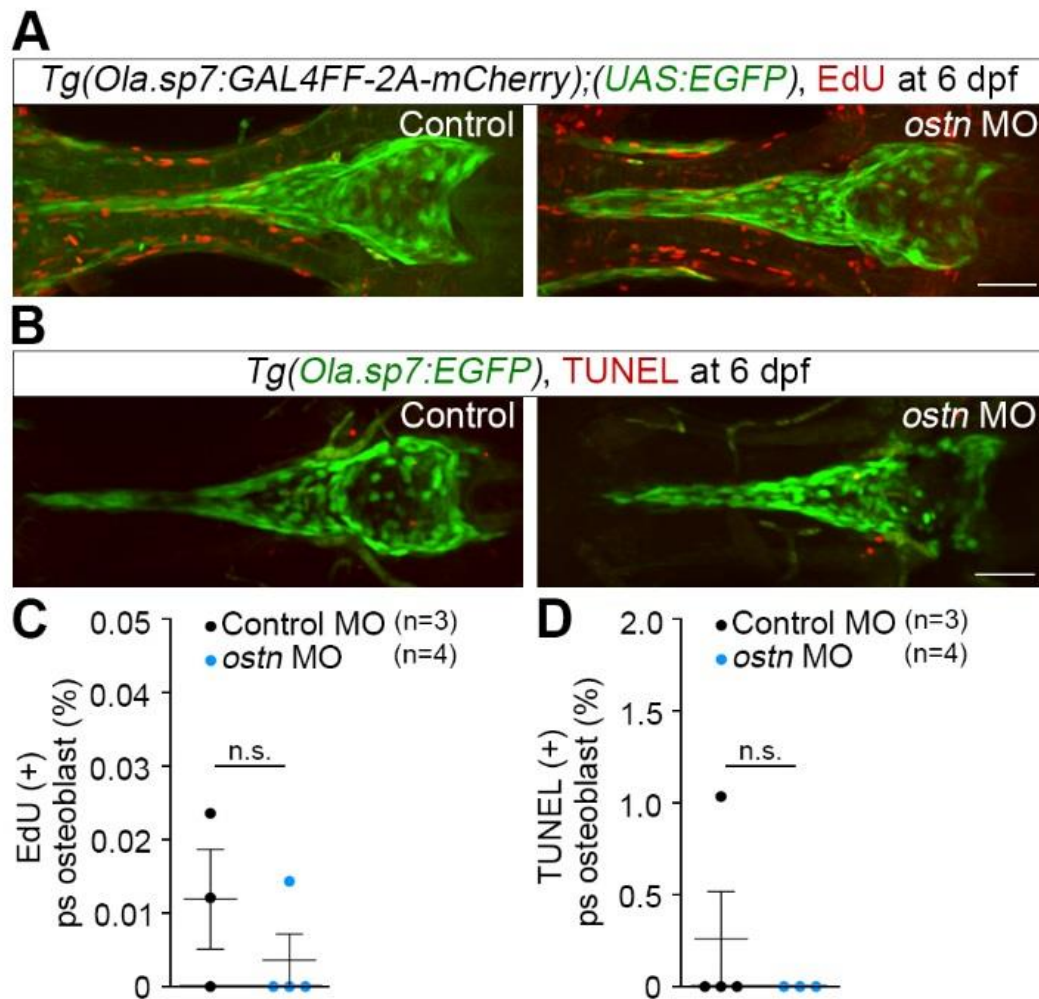 A
Tg(Ola.sp7:GAL4FF-2A-mCherry);(UAS:EGFP), EdU at 6 dpf
Control
ostn MO
B
Tg(Ola.sp7:EGFP), TUNEL at 6 dpf
Control
ostn MO
C
EdU (+)
ps osteoblast (%)
0.05
0.04
0.03
0.02
0.01
0
Control MO (n=3)
ostn MO (n=4)
n.s.
D
TUNEL (+)
ps osteoblast (%)
2.0
1.5
1.0
0.5
0
Control MO (n=3)
ostn MO (n=4)
n.s.